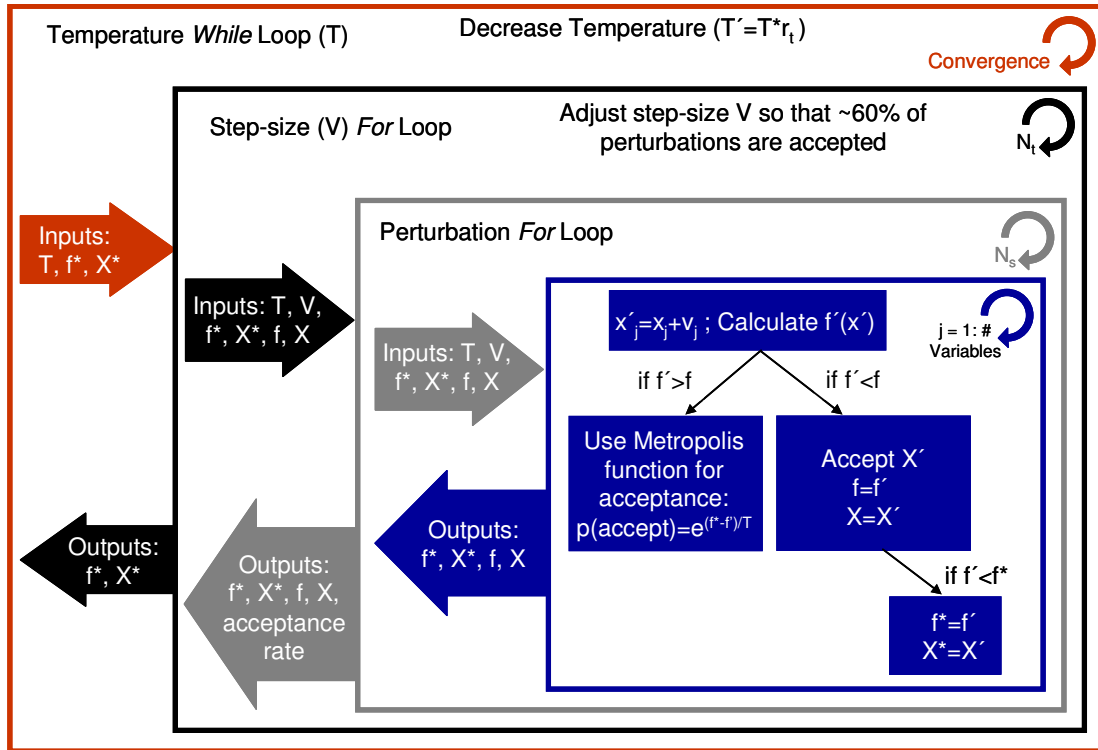 Temperature While Loop (T)
Decrease Temperature (T´=T*rₜ)
Convergence
Step-size (V) For Loop
Adjust step-size V so that ~60% of
perturbations are accepted
Nₜ
Inputs:
T, f*, X*
Perturbation For Loop
Nₛ
Inputs: T, V,
f*, X*, f, X
Inputs: T, V,
f*, X*, f, X
x´ⱼ=xⱼ+vⱼ ; Calculate f´(x´)
j = 1: #
Variables
if f´>f
if f´<f
Use Metropolis
function for
acceptance:
p(accept)=e^(f*-f')/T
Accept X´
f=f´
X=X´
if f´<f*
f*=f´
X*=X´
Outputs:
f*, X*, f, X
Outputs:
f*, X*, f, X,
acceptance
rate
Outputs:
f*, X*